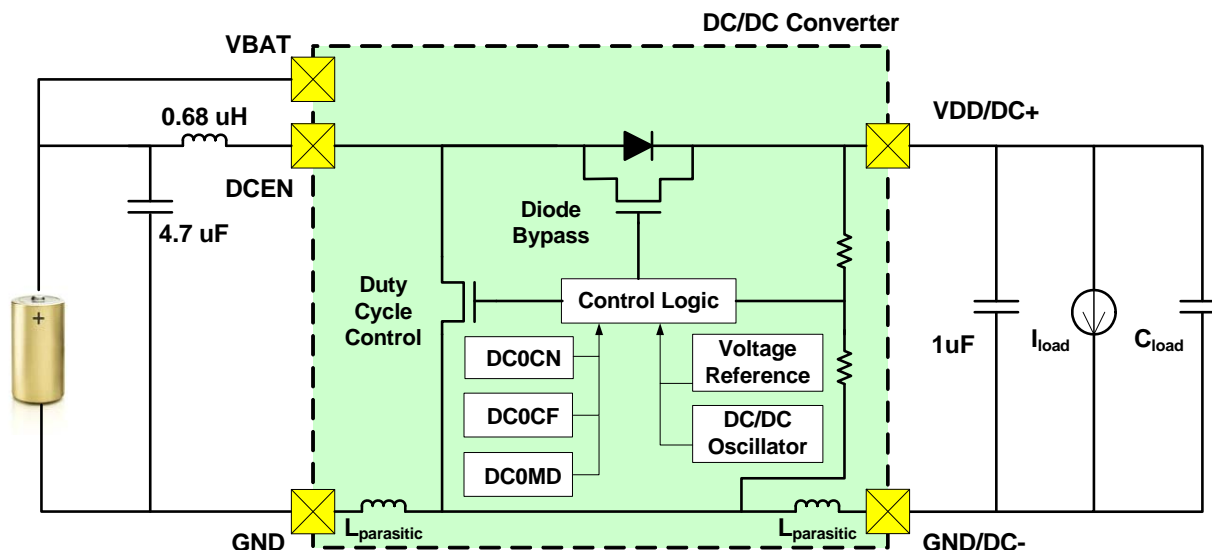 DC/DC Converter
VBAT
0.68 uH
VDD/DC+
DCEN
4.7 uF
Diode
Bypass
Duty
Cycle
Control
Control Logic
DC0CN
DC0CF
DC0MD
Voltage
Reference
DC/DC
Oscillator
1uF
Iload
Cload
+
Lparasitic
Lparasitic
GND
GND/DC-